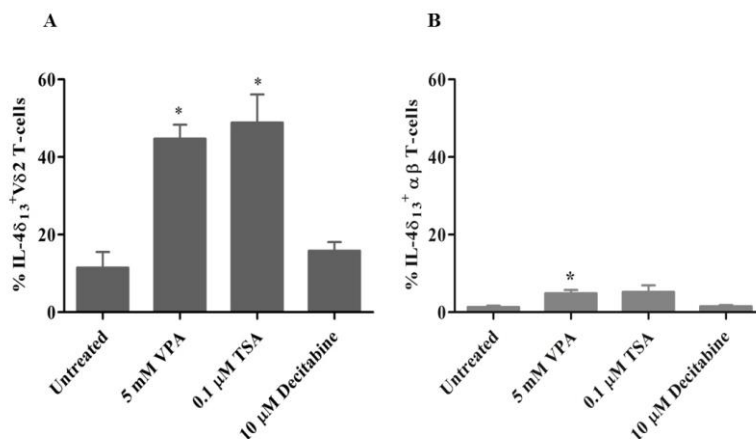 A
% IL-4δ₁₃⁺Vδ2 T-cells
60
40
20
0
*
*
Untreated
5 mM VPA
0.1 µM TSA
10 µM Decitabine
B
% IL-4δ₁₃⁺ α β T-cells
60
40
20
0
*
Untreated
5 mM VPA
0.1 µM TSA
10 µM Decitabine